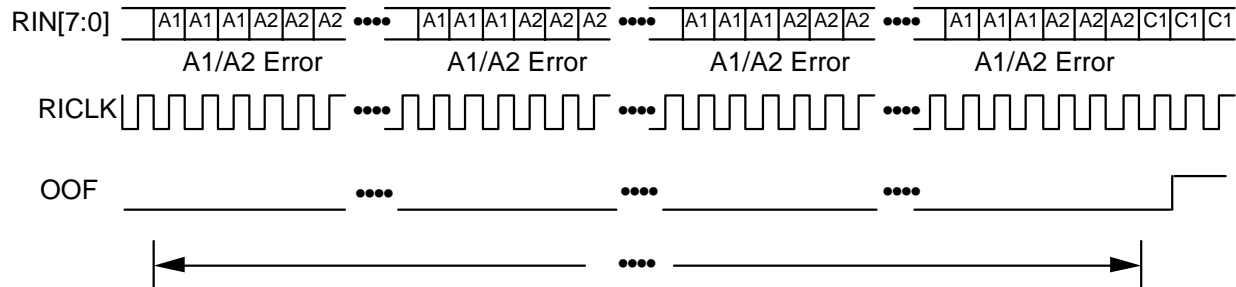 RIN[7:0] A1 A1 A1 A2 A2 A2 •••• A1 A1 A1 A2 A2 A2 •••• A1 A1 A1 A2 A2 A2 •••• A1 A1 A1 A2 A2 A2 C1 C1 C1
A1/A2 Error A1/A2 Error A1/A2 Error A1/A2 Error
RICLK •••• •••• ••••
OOF •••• •••• ••••
••••